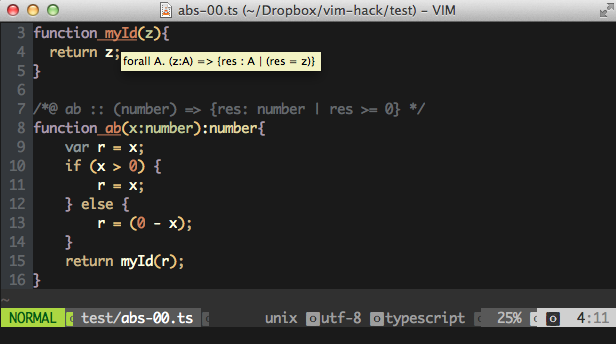 abs-00.ts (~/Dropbox/vim-hack/test) – VIM
3 function myId(z){
4   return z;
forall A. (z:A) => {res : A | (res = z)}
5 }
6
7 /*@ ab :: (number) => {res: number | res >= 0} */
8 function ab(x:number):number{
9     var r = x;
10     if (x > 0) {
11         r = x;
12     } else {
13         r = (0 - x);
14     }
15     return myId(r);
16 }
~
NORMAL test/abs-00.ts unix utf-8 typescript 25% 4:11